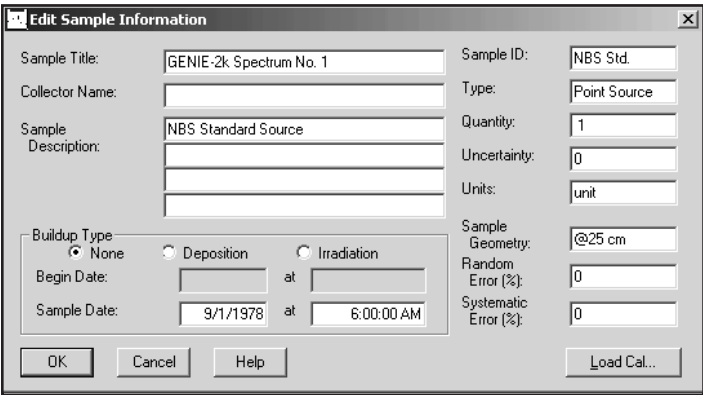 Edit Sample Information
Sample Title: GENIE-2k Spectrum No. 1
Collector Name:
Sample
Description: NBS Standard Source
Buildup Type
None Deposition Irradiation
Begin Date: at
Sample Date: 9/1/1978 at 6:00:00 AM
Sample ID: NBS Std.
Type: Point Source
Quantity: 1
Uncertainty: 0
Units: unit
Sample
Geometry: @25 cm
Random
Error (%): 0
Systematic
Error (%): 0
OK Cancel Help Load Cal...